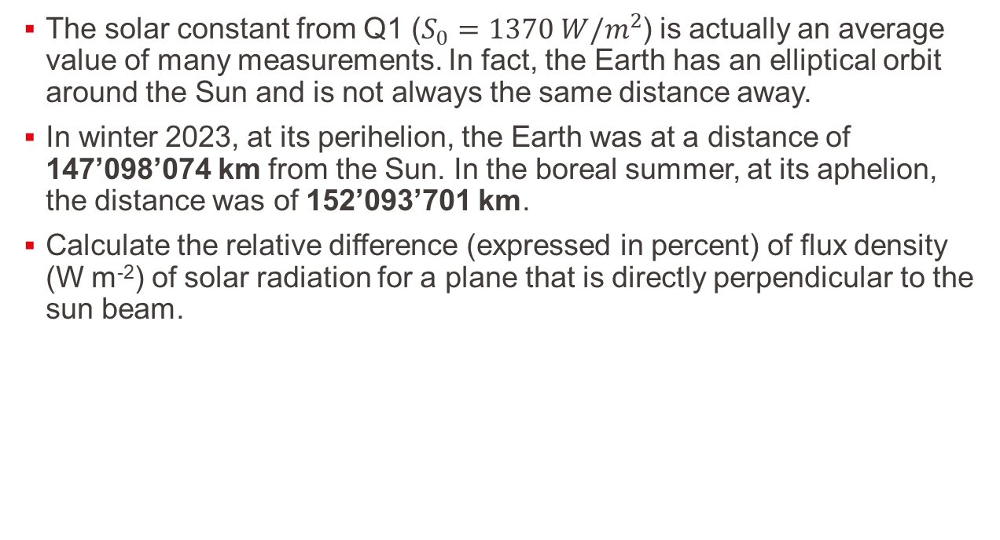 ▪ The solar constant from Q1 (𝑆₀ = 1370 𝑊/𝑚²) is actually an average
value of many measurements. In fact, the Earth has an elliptical orbit
around the Sun and is not always the same distance away.
▪ In winter 2023, at its perihelion, the Earth was at a distance of
147’098’074 km from the Sun. In the boreal summer, at its aphelion,
the distance was of 152’093’701 km.
▪ Calculate the relative difference (expressed in percent) of flux density
(W m⁻²) of solar radiation for a plane that is directly perpendicular to the
sun beam.